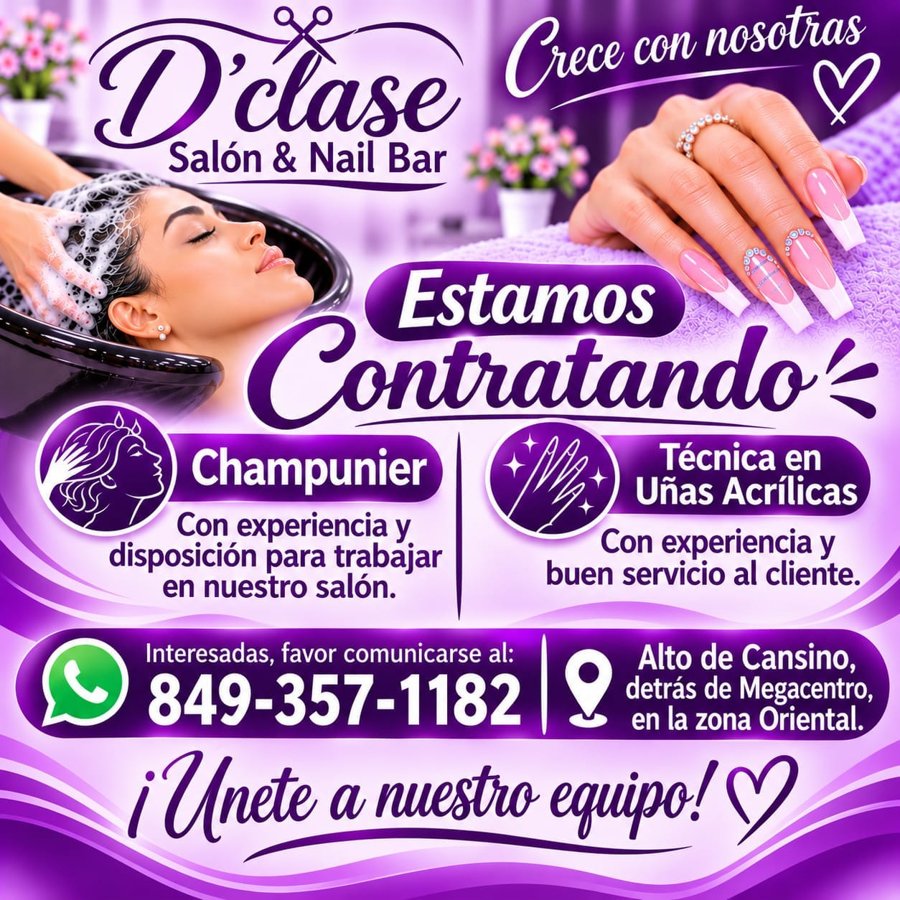 D'clase
Salón & Nail Bar
Crece con nosotras
Estamos
Contratando
Champunier
Con experiencia y
disposición para trabajar
en nuestro salón.
Técnica en
Uñas Acrílicas
Con experiencia y
buen servicio al cliente.
Interesadas, favor comunicarse al:
849-357-1182
Alto de Cansino,
detrás de Megacentro,
en la zona Oriental.
¡Unete a nuestro equipo!